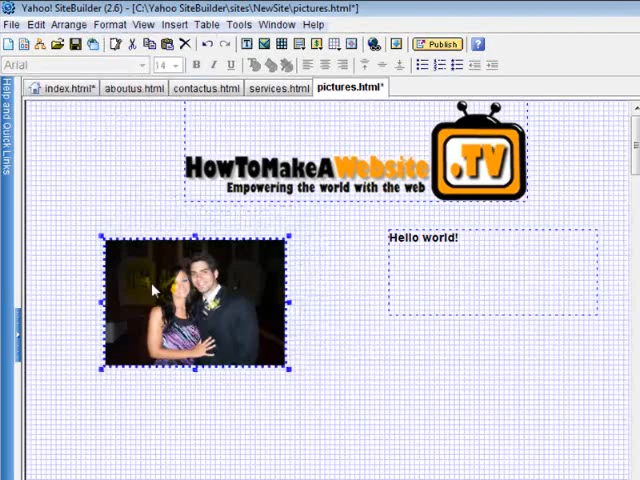 Yahoo! SiteBuilder (2.6) - [C:\Yahoo SiteBuilder\sites\NewSite\pictures.html*]
File Edit Arrange Format View Insert Table Tools Window Help
Publish
Arial 14
index.html* aboutus.html contactus.html services.html pictures.html*
Help and Quick Links
HowToMakeAWebsite .TV
Empowering the world with the web
Hello world!